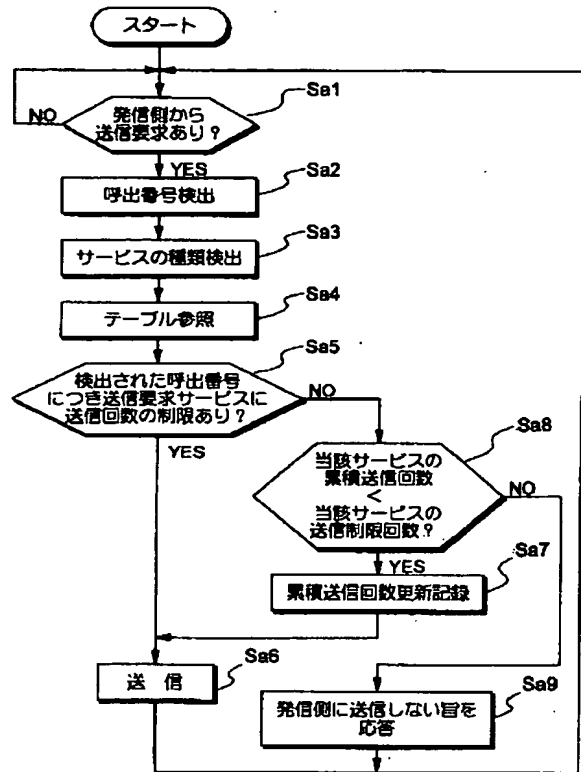 スタート
Sa1
発信側から
送信要求あり？
NO
YES
Sa2
呼出番号検出
Sa3
サービスの種類検出
Sa4
テーブル参照
Sa5
検出された呼出番号
につき送信要求サービスに
送信回数の制限あり？
NO
YES
Sa8
当該サービスの
累積送信回数
<
当該サービスの
送信制限回数？
NO
YES
Sa7
累積送信回数更新記録
Sa6
送 信
Sa9
発信側に送信しない旨を
応答